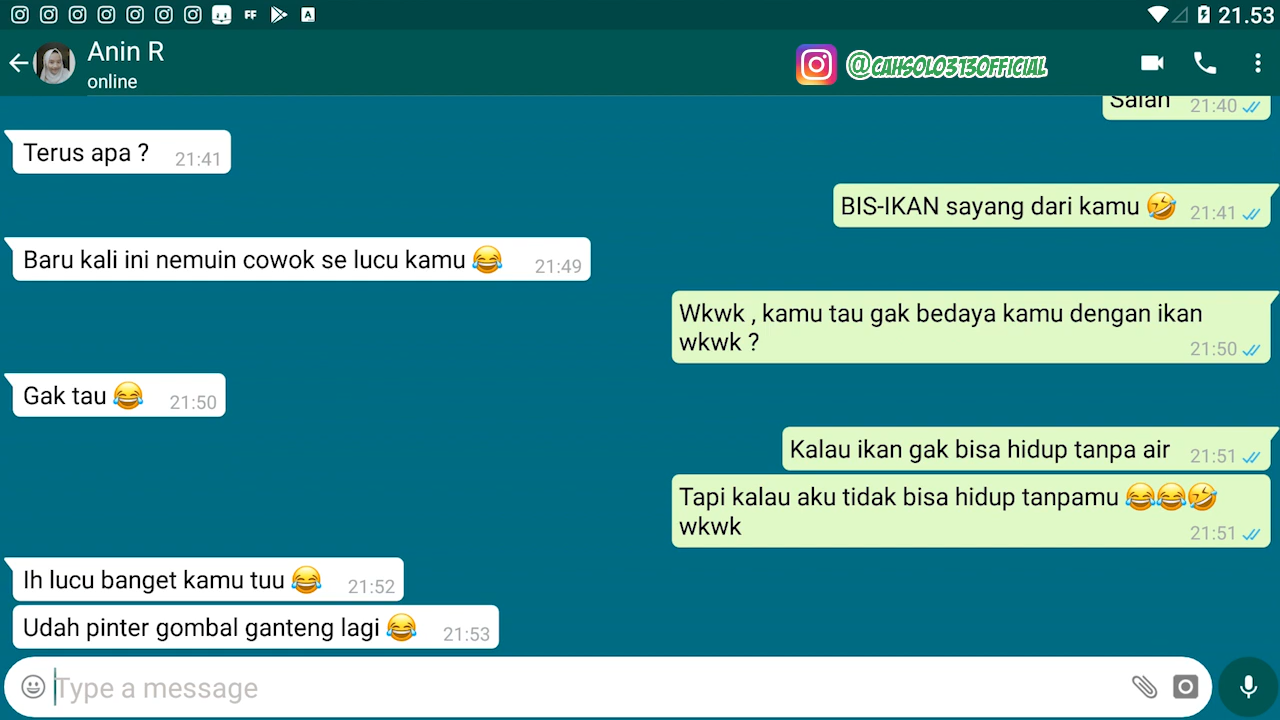 FF A 21.53
Anin R
online
@CAHSOLO313OFFICIAL
Salah 21:40
Terus apa ? 21:41
BIS-IKAN sayang dari kamu 🤣 21:41
Baru kali ini nemuin cowok se lucu kamu 😂 21:49
Wkwk , kamu tau gak bedaya kamu dengan ikan
wkwk ?
21:50
Gak tau 😂 21:50
Kalau ikan gak bisa hidup tanpa air 21:51
Tapi kalau aku tidak bisa hidup tanpamu 😂😂🤣
wkwk
21:51
Ih lucu banget kamu tuu 😂 21:52
Udah pinter gombal ganteng lagi 😂 21:53
Type a message